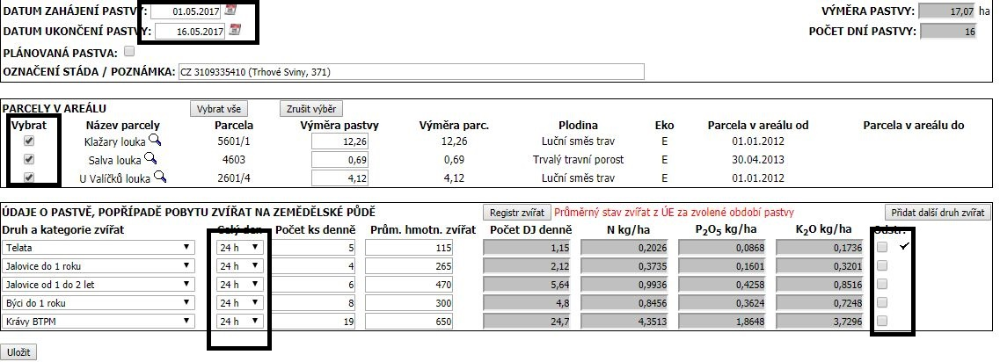 DATUM ZAHÁJENÍ PASTVY: 01.05.2017 VÝMĚRA PASTVY: 17,07 ha
DATUM UKONČENÍ PASTVY: 16.05.2017 POČET DNÍ PASTVY: 16
PLÁNOVANÁ PASTVA:
OZNAČENÍ STÁDA / POZNÁMKA: CZ 3109335410 (Trhové Sviny, 371)
PARCELY V AREÁLU Vybrat vše Zrušit výběr
Vybrat Název parcely Parcela Výměra pastvy Výměra parc. Plodina Eko Parcela v areálu od Parcela v areálu do
Klažary louka 5601/1 12,26 12,26 Luční směs trav E 01.01.2012
Salva louka 4603 0,69 0,69 Trvalý travní porost E 30.04.2013
U Valíčků louka 2601/4 4,12 4,12 Luční směs trav E 01.01.2012
ÚDAJE O PASTVĚ, POPŘÍPADĚ POBYTU ZVÍŘAT NA ZEMĚDĚLSKÉ PŮDĚ Registr zvířat Průměrný stav zvířat z ÚE za zvolené období pastvy Přidat další druh zvířat
Druh a kategorie zvířat Celý den Počet ks denně Prům. hmotn. zvířat Počet DJ denně N kg/ha P2O5 kg/ha K2O kg/ha Odstr.
Telata 24 h 5 115 1,15 0,2026 0,0868 0,1736
Jalovice do 1 roku 24 h 4 265 2,12 0,3735 0,1601 0,3201
Jalovice od 1 do 2 let 24 h 6 470 5,64 0,9936 0,4258 0,8516
Býci do 1 roku 24 h 8 300 4,8 0,8456 0,3624 0,7248
Krávy BTPM 24 h 19 650 24,7 4,3513 1,8648 3,7296
Uložit